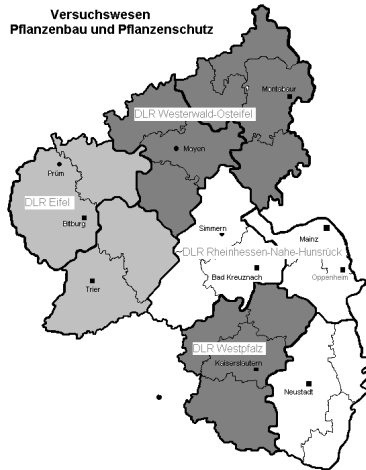 Versuchswesen
Pflanzenbau und Pflanzenschutz
Montabaur
DLR Westerwald-Osteifel
Mayen
Prüm
DLR Eifel
Bitburg
Simmern
Mainz
DLR Rheinhessen-Nahe-Hunsrück
Bad Kreuznach
Oppenheim
Trier
DLR Westpfalz
Kaiserslautern
Neustadt